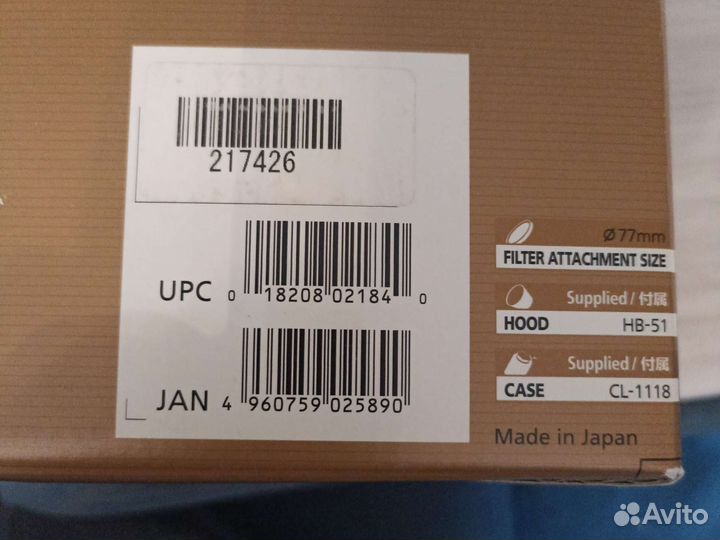 217426
UPC 0 18208 02184 0
JAN 4 960759 025890
Ø77mm
FILTER ATTACHMENT SIZE
Supplied/付属
HOOD HB-51
Supplied/付属
CASE CL-1118
Made in Japan
Avito